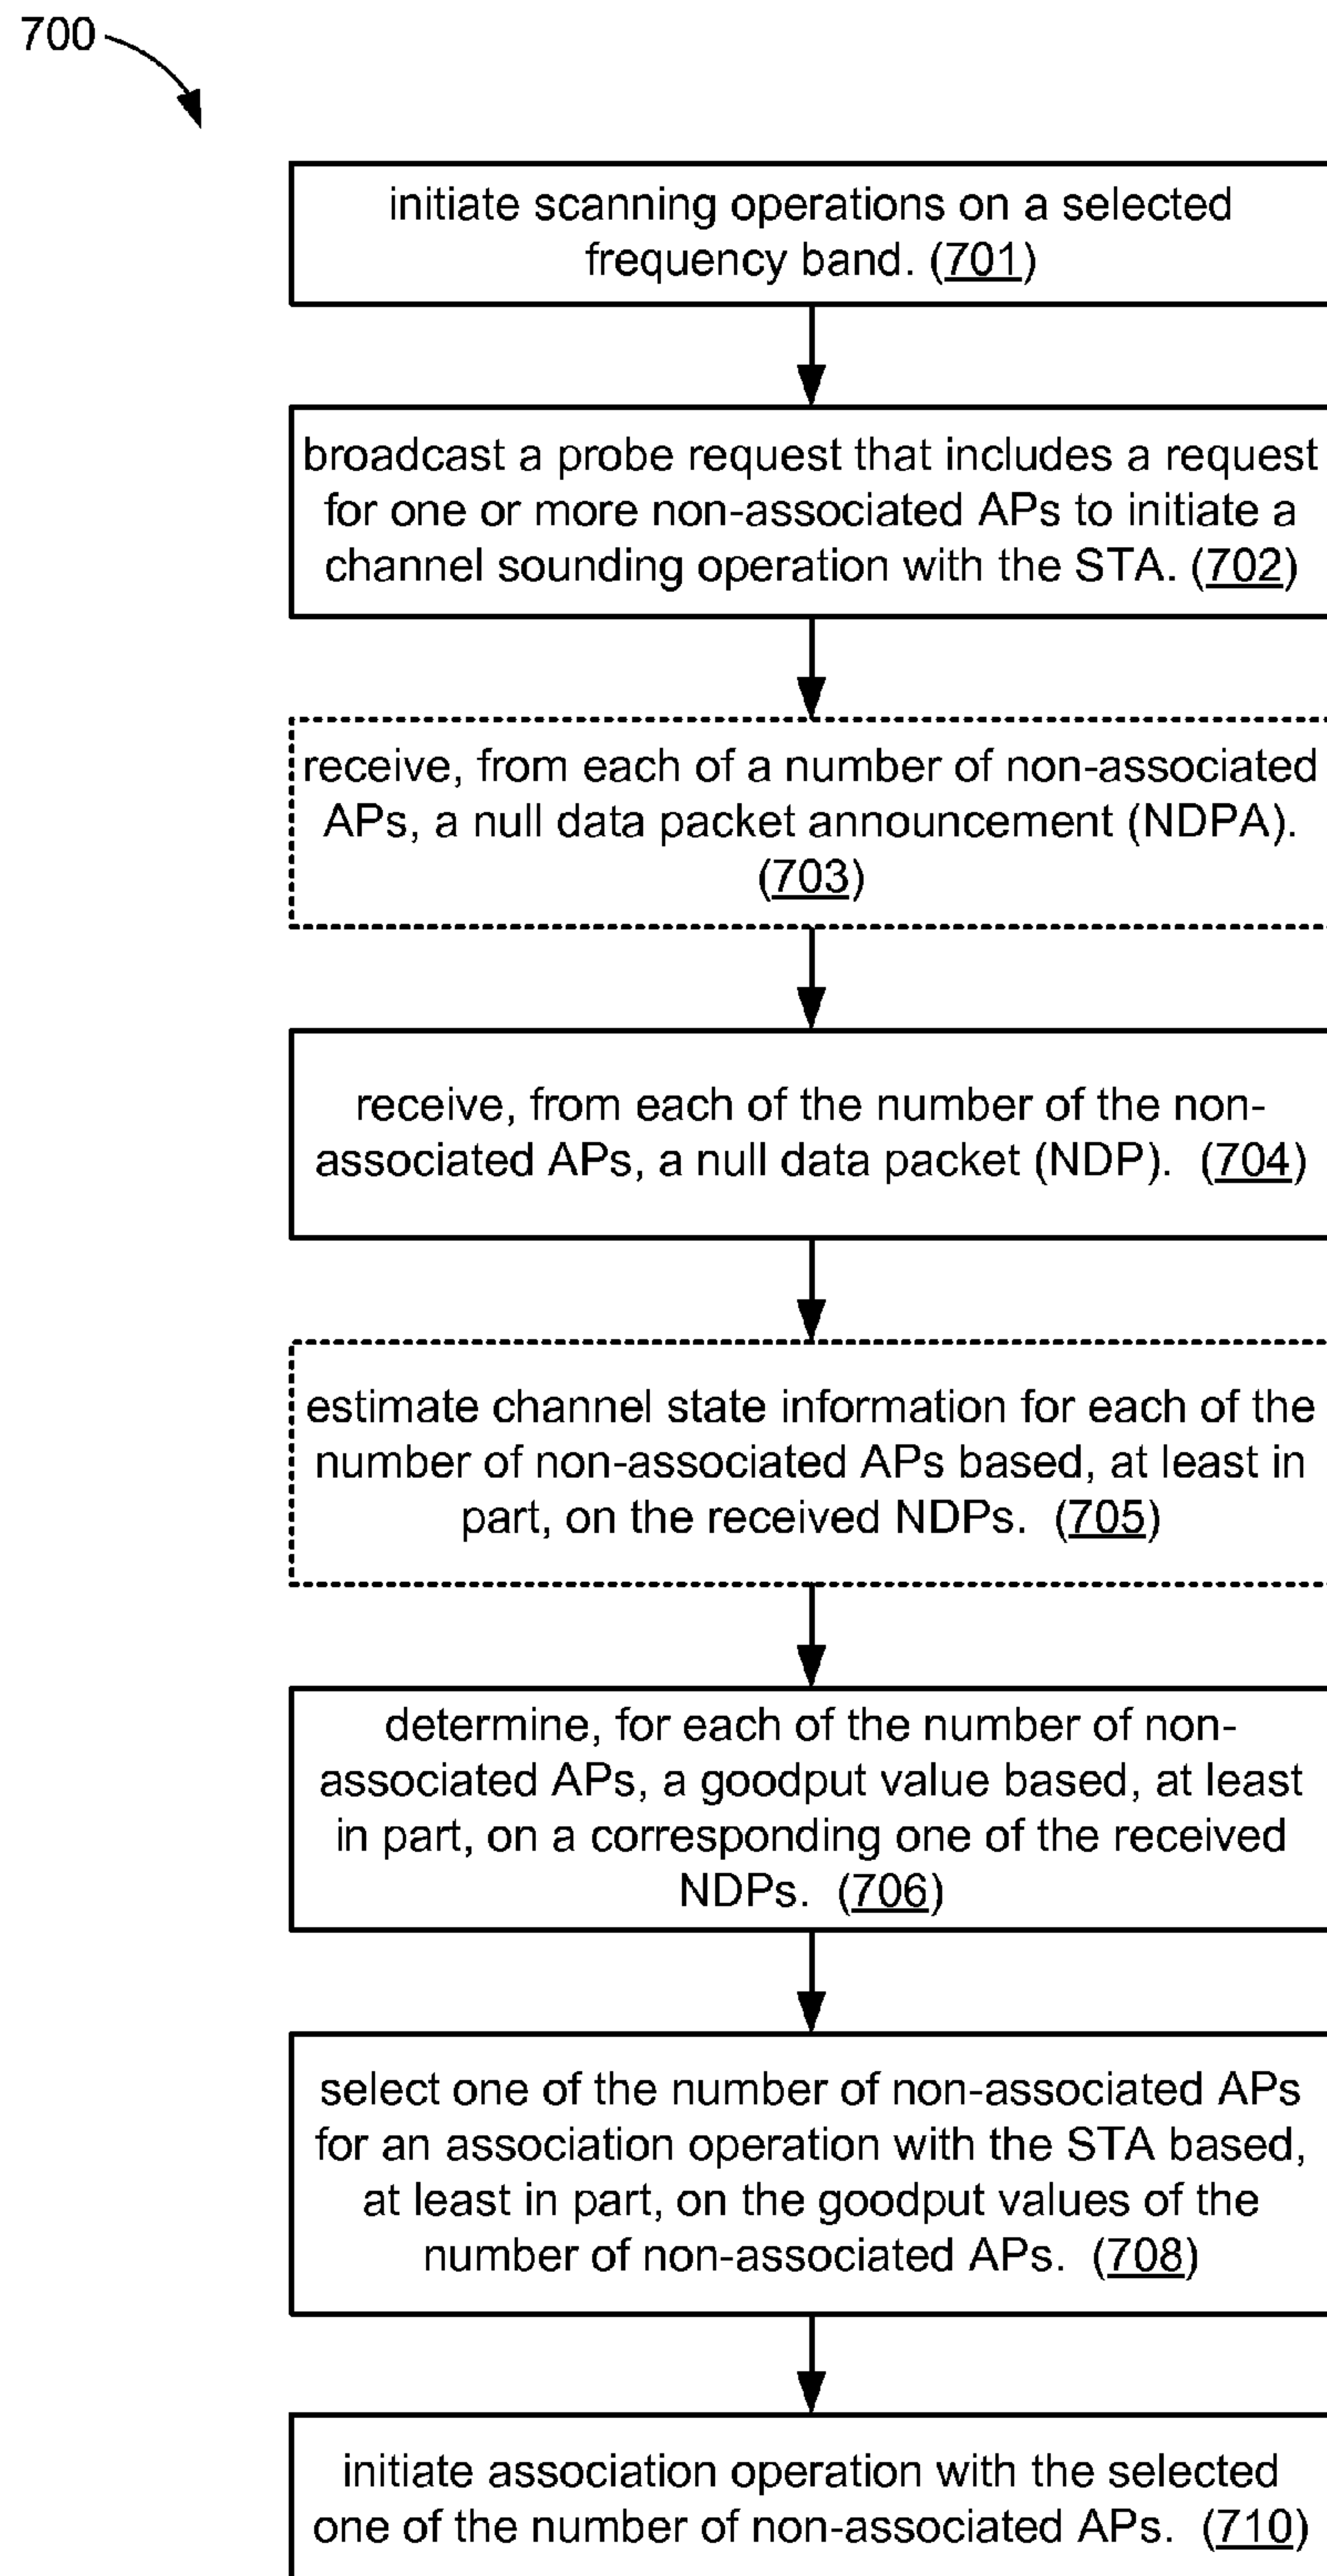 700
initiate scanning operations on a selected
frequency band. (701)
broadcast a probe request that includes a request
for one or more non-associated APs to initiate a
channel sounding operation with the STA. (702)
receive, from each of a number of non-associated
APs, a null data packet announcement (NDPA).
(703)
receive, from each of the number of the non-
associated APs, a null data packet (NDP). (704)
estimate channel state information for each of the
number of non-associated APs based, at least in
part, on the received NDPs. (705)
determine, for each of the number of non-
associated APs, a goodput value based, at least
in part, on a corresponding one of the received
NDPs. (706)
select one of the number of non-associated APs
for an association operation with the STA based,
at least in part, on the goodput values of the
number of non-associated APs. (708)
initiate association operation with the selected
one of the number of non-associated APs. (710)